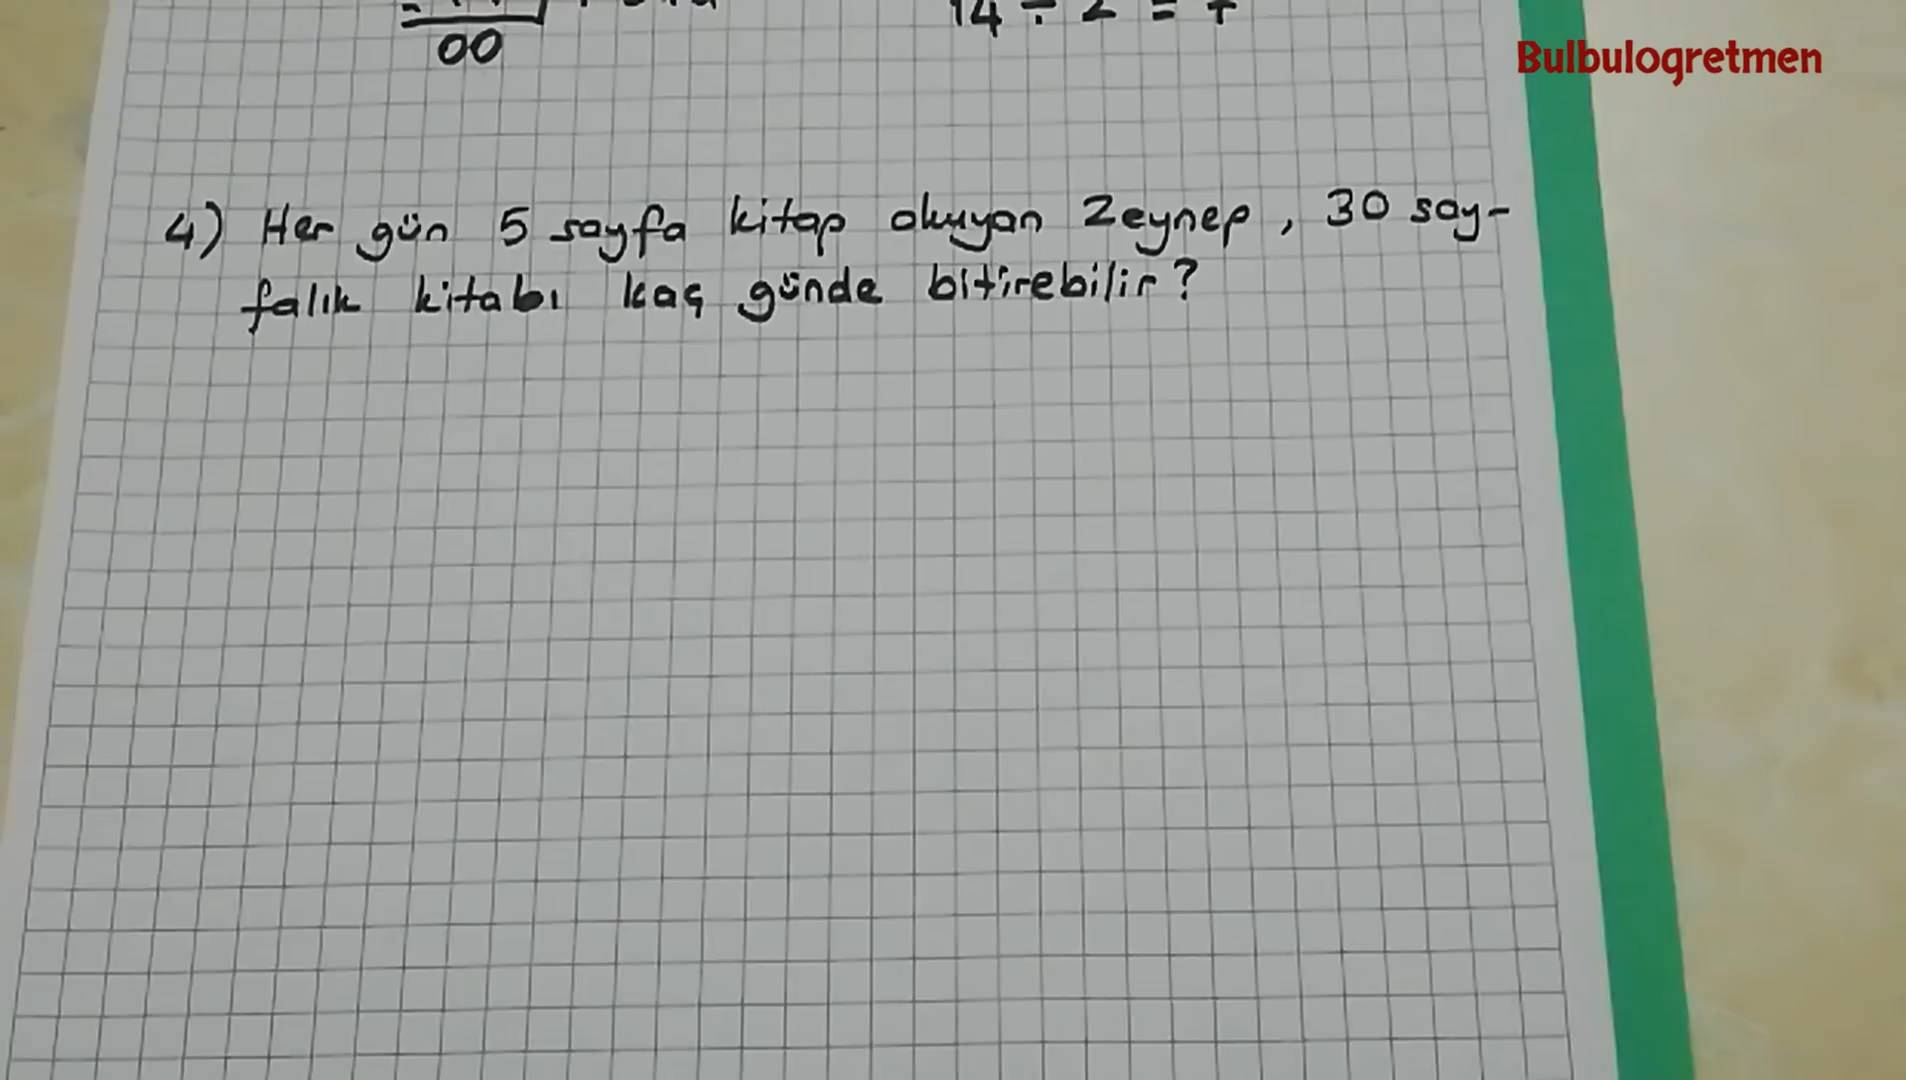 00
14 ÷ 2 = 7
Bulbulogretmen
4) Her gün 5 sayfa kitap okuyan Zeynep, 30 say-
falık kitabı kaç günde bitirebilir?